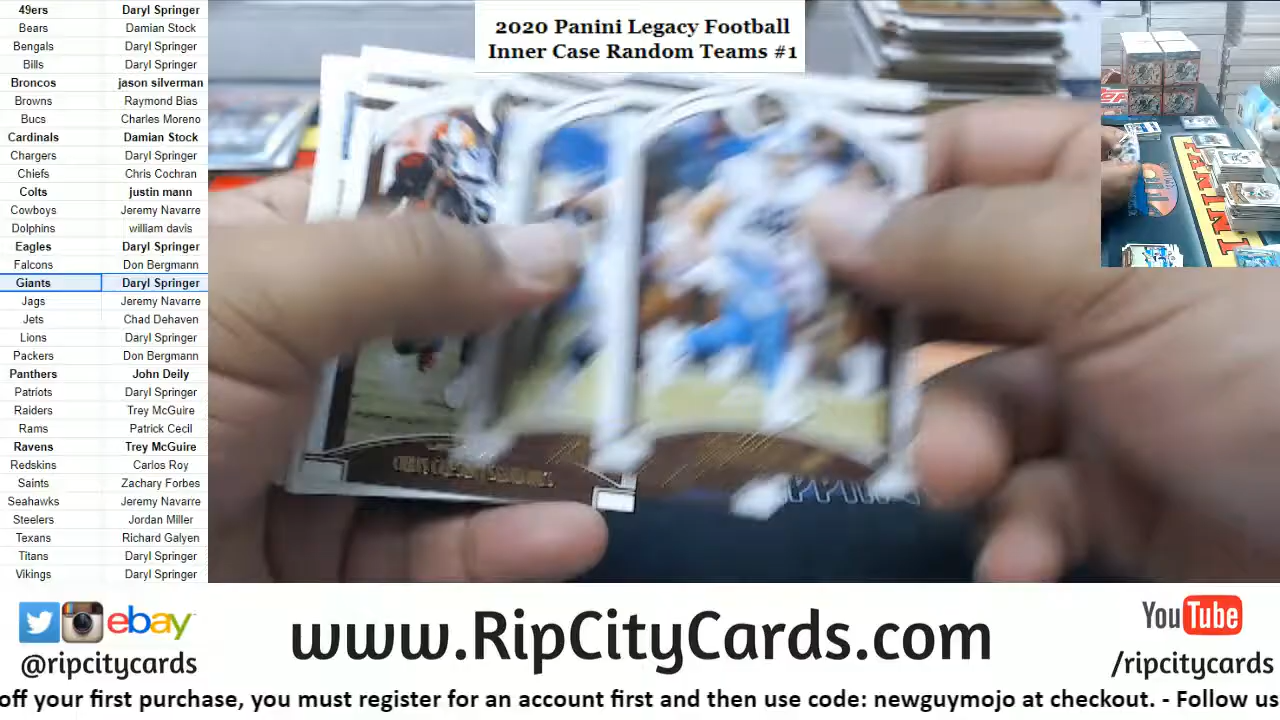 2020 Panini Legacy Football
Inner Case Random Teams #1
49ers Daryl Springer
Bears Damian Stock
Bengals Daryl Springer
Bills Daryl Springer
Broncos jason silverman
Browns Raymond Bias
Bucs Charles Moreno
Cardinals Damian Stock
Chargers Daryl Springer
Chiefs Chris Cochran
Colts justin mann
Cowboys Jeremy Navarre
Dolphins william davis
Eagles Daryl Springer
Falcons Don Bergmann
Giants Daryl Springer
Jags Jeremy Navarre
Jets Chad Dehaven
Lions Daryl Springer
Packers Don Bergmann
Panthers John Deily
Patriots Daryl Springer
Raiders Trey McGuire
Rams Patrick Cecil
Ravens Trey McGuire
Redskins Carlos Roy
Saints Zachary Forbes
Seahawks Jeremy Navarre
Steelers Jordan Miller
Texans Richard Galyen
Titans Daryl Springer
Vikings Daryl Springer
PANINI
ebay
@ripcitycards
www.RipCityCards.com
YouTube
/ripcitycards
off your first purchase, you must register for an account first and then use code: newguymojo at checkout. - Follow us